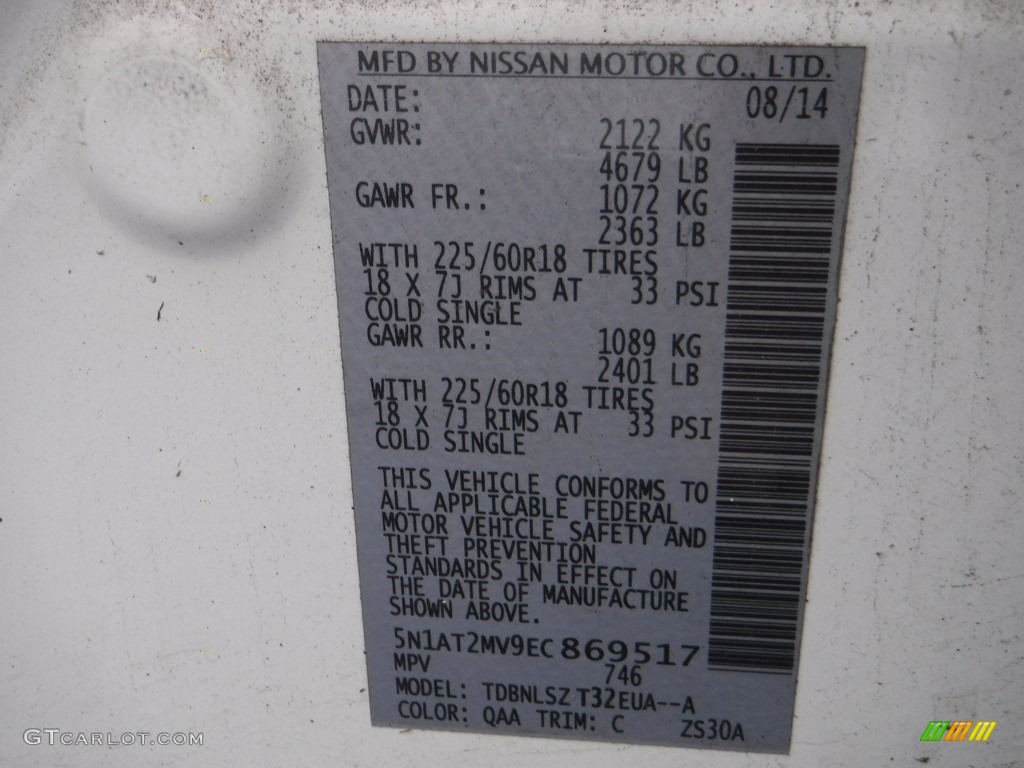 MFD BY NISSAN MOTOR CO., LTD.
DATE: 08/14
GVWR: 2122 KG
4679 LB
GAWR FR.: 1072 KG
2363 LB
WITH 225/60R18 TIRES
18 X 7J RIMS AT 33 PSI
COLD SINGLE
GAWR RR.: 1089 KG
2401 LB
WITH 225/60R18 TIRES
18 X 7J RIMS AT 33 PSI
COLD SINGLE
THIS VEHICLE CONFORMS TO
ALL APPLICABLE FEDERAL
MOTOR VEHICLE SAFETY AND
THEFT PREVENTION
STANDARDS IN EFFECT ON
THE DATE OF MANUFACTURE
SHOWN ABOVE.
5N1AT2MV9EC869517
MPV 746
MODEL: TDBNLSZ T32EUA--A
COLOR: QAA TRIM: C ZS30A
GTCARLOT.COM